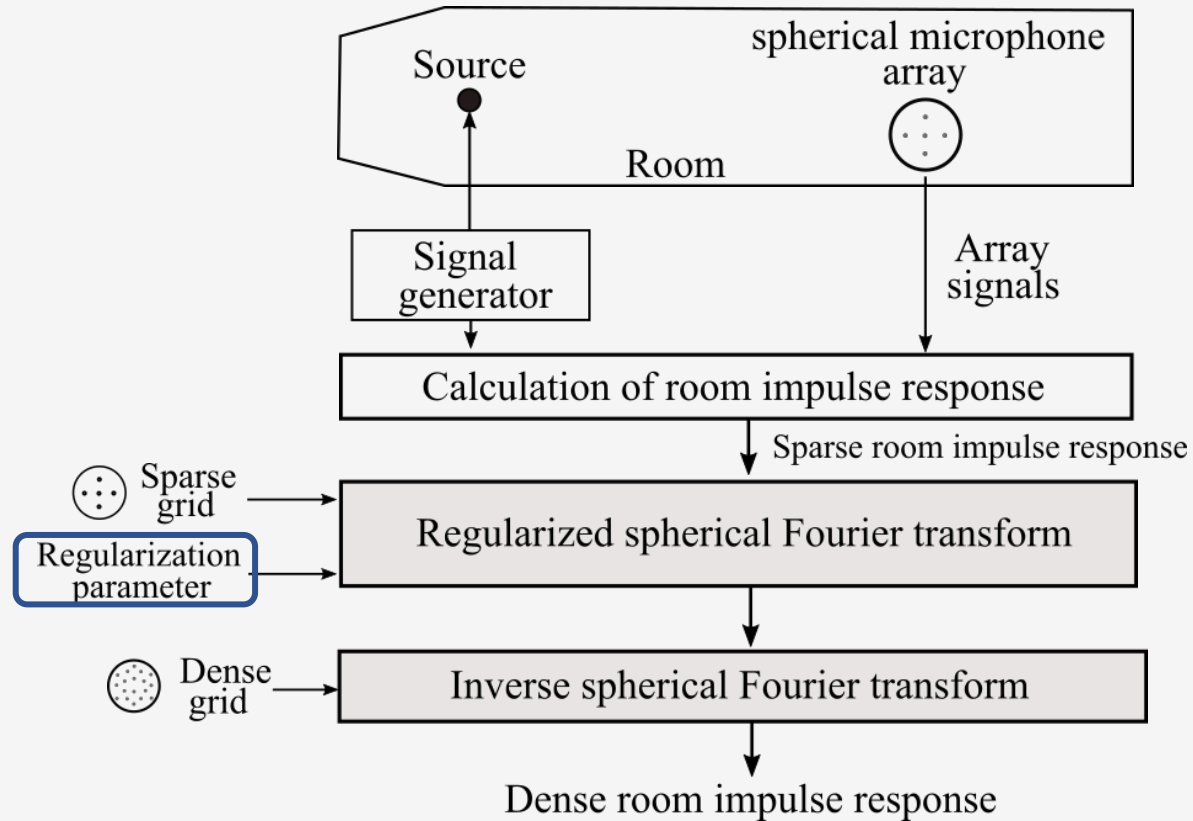 Source
spherical microphone
array
Room
Signal
generator
Array
signals
Calculation of room impulse response
Sparse room impulse response
Sparse
grid
Regularized spherical Fourier transform
Regularization
parameter
Dense
grid
Inverse spherical Fourier transform
Dense room impulse response